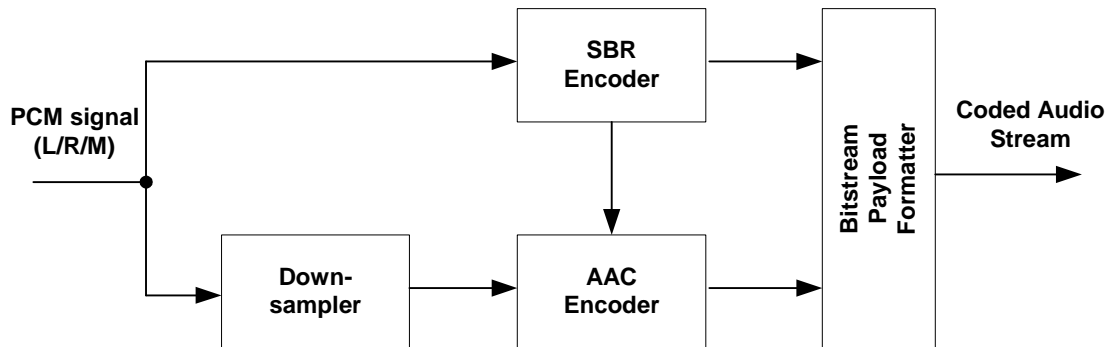 PCM signal
(L/R/M)
SBR
Encoder
Down-
sampler
AAC
Encoder
Bitstream
Payload
Formatter
Coded Audio
Stream